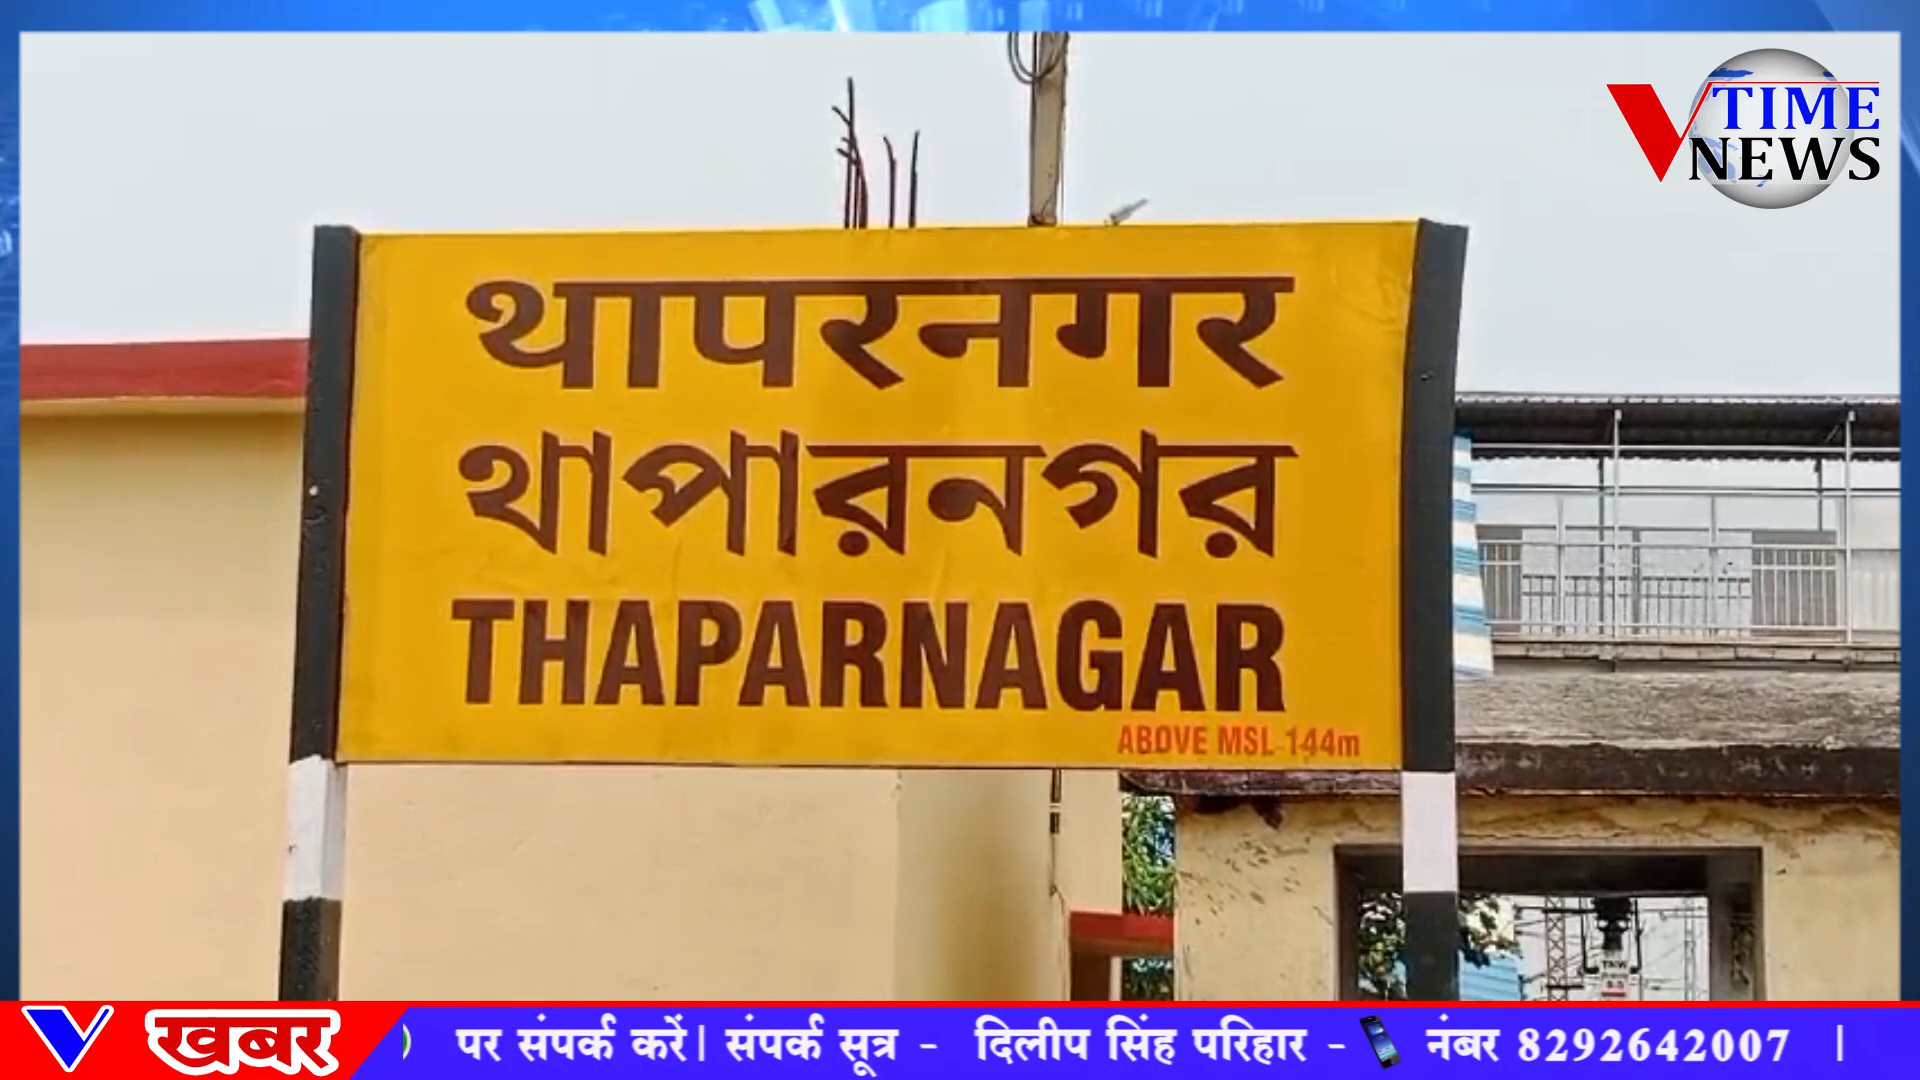 V TIME
NEWS
थापरनगर
থাপারনগর
THAPARNAGAR
ABOVE MSL-144m
V खबर
पर संपर्क करें| संपर्क सूत्र - दिलीप सिंह परिहार - नंबर 8292642007 |